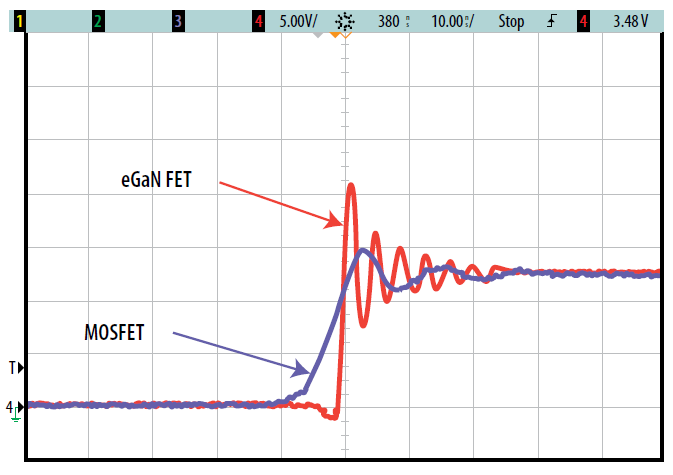 1 2 3 4 5.00V/ 380 n s 10.00 n s/ Stop 4 3.48 V
eGaN FET
MOSFET
T
4